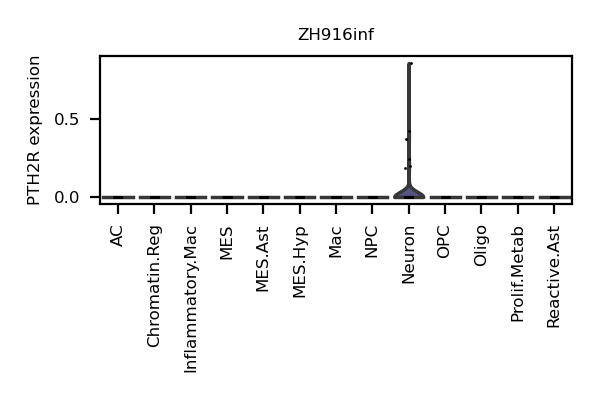 ZH916inf
PTH2R expression
0.5
0.0
AC
Chromatin.Reg
Inflammatory.Mac
MES
MES.Ast
MES.Hyp
Mac
NPC
Neuron
OPC
Oligo
Prolif.Metab
Reactive.Ast